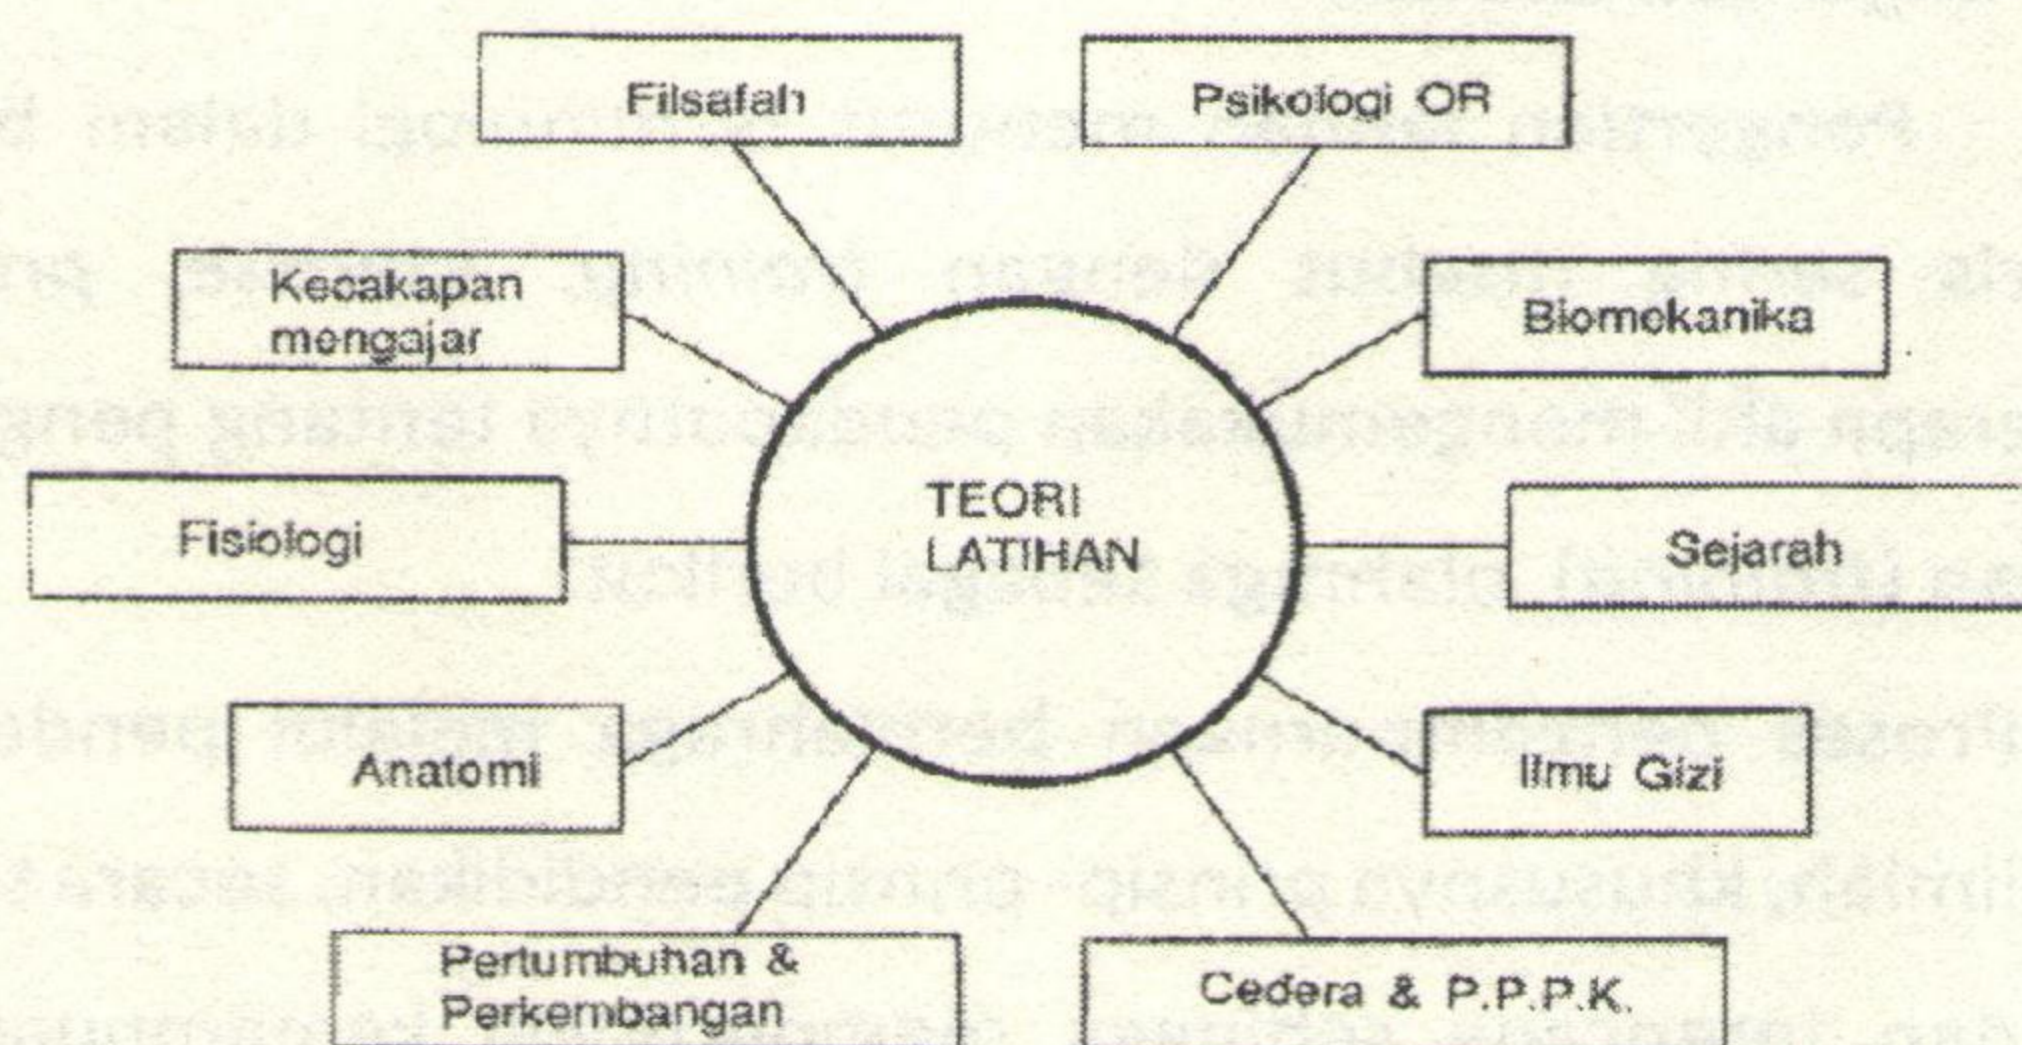 Filsafah
Psikologi OR
Kecakapan
mengajar
Biomekanika
Fisiologi
TEORI
LATIHAN
Sejarah
Anatomi
Ilmu Gizi
Pertumbuhan &
Perkembangan
Cedera & P.P.P.K.